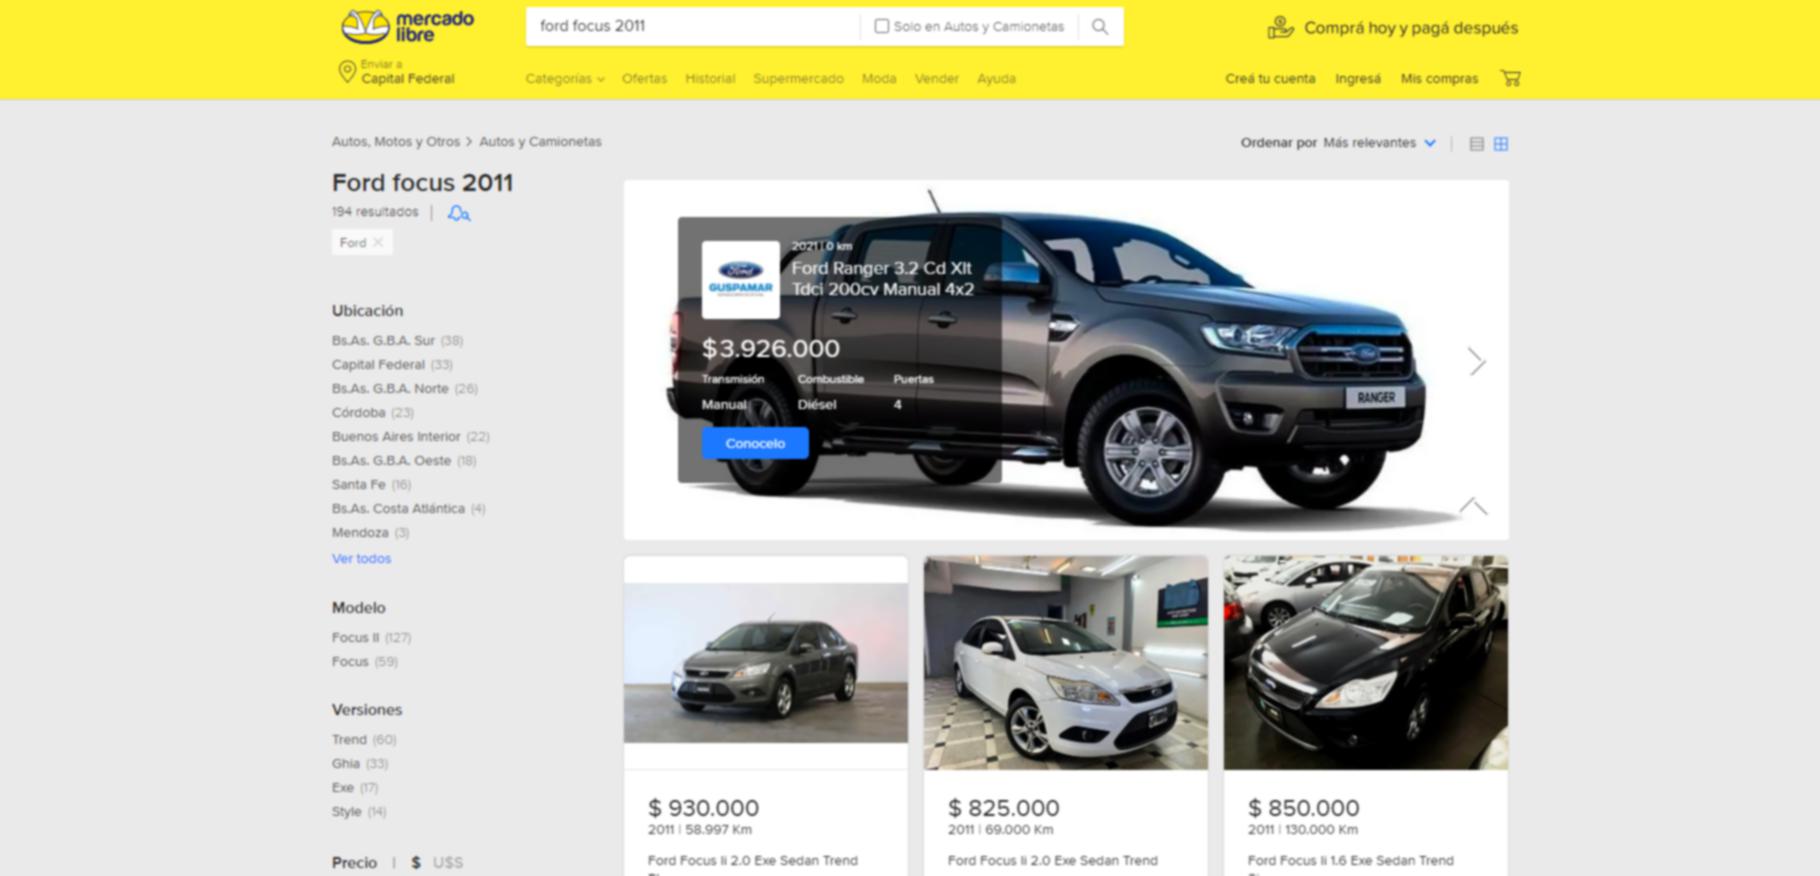 mercado
libre
ford focus 2011
Solo en Autos y Camionetas
Comprá hoy y pagá después
Enviar a
Capital Federal
Categorías Ofertas Historial Supermercado Moda Vender Ayuda
Creá tu cuenta Ingresá Mis compras
Autos, Motos y Otros > Autos y Camionetas
Ordenar por Más relevantes
Ford focus 2011
194 resultados
Ford
Ubicación
Bs.As. G.B.A. Sur (38)
Capital Federal (33)
Bs.As. G.B.A. Norte (26)
Córdoba (23)
Buenos Aires Interior (22)
Bs.As. G.B.A. Oeste (18)
Santa Fe (16)
Bs.As. Costa Atlántica (4)
Mendoza (3)
Ver todos
Modelo
Focus II (127)
Focus (59)
Versiones
Trend (60)
Ghia (33)
Exe (17)
Style (14)
Precio | $ U$S
Ford
GUSPAMAR
2021 | 0 km
Ford Ranger 3.2 Cd Xlt
Tdci 200cv Manual 4x2
$3.926.000
Transmisión Combustible Puertas
Manual Diésel 4
Conocelo
RANGER
$ 930.000
2011 | 58.997 Km
Ford Focus Ii 2.0 Exe Sedan Trend
$ 825.000
2011 | 69.000 Km
Ford Focus Ii 2.0 Exe Sedan Trend
$ 850.000
2011 | 130.000 Km
Ford Focus Ii 1.6 Exe Sedan Trend